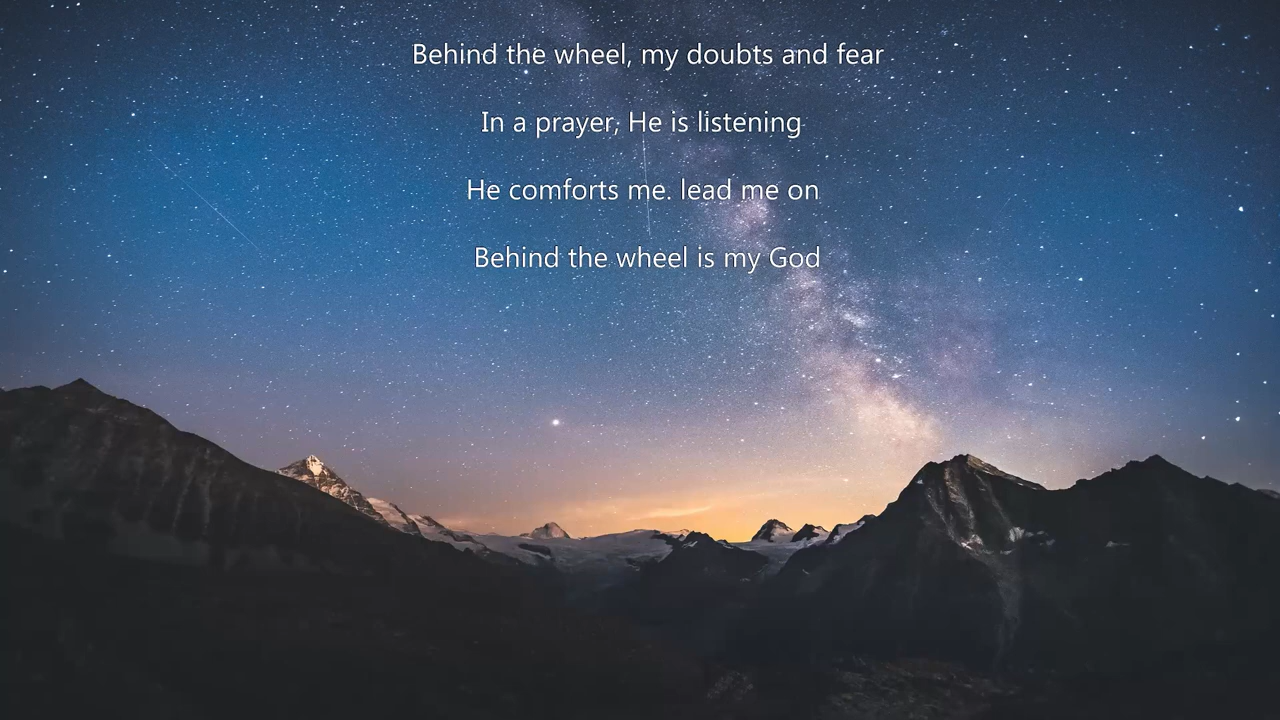 Behind the wheel, my doubts and fear
In a prayer, He is listening
He comforts me. lead me on
Behind the wheel is my God